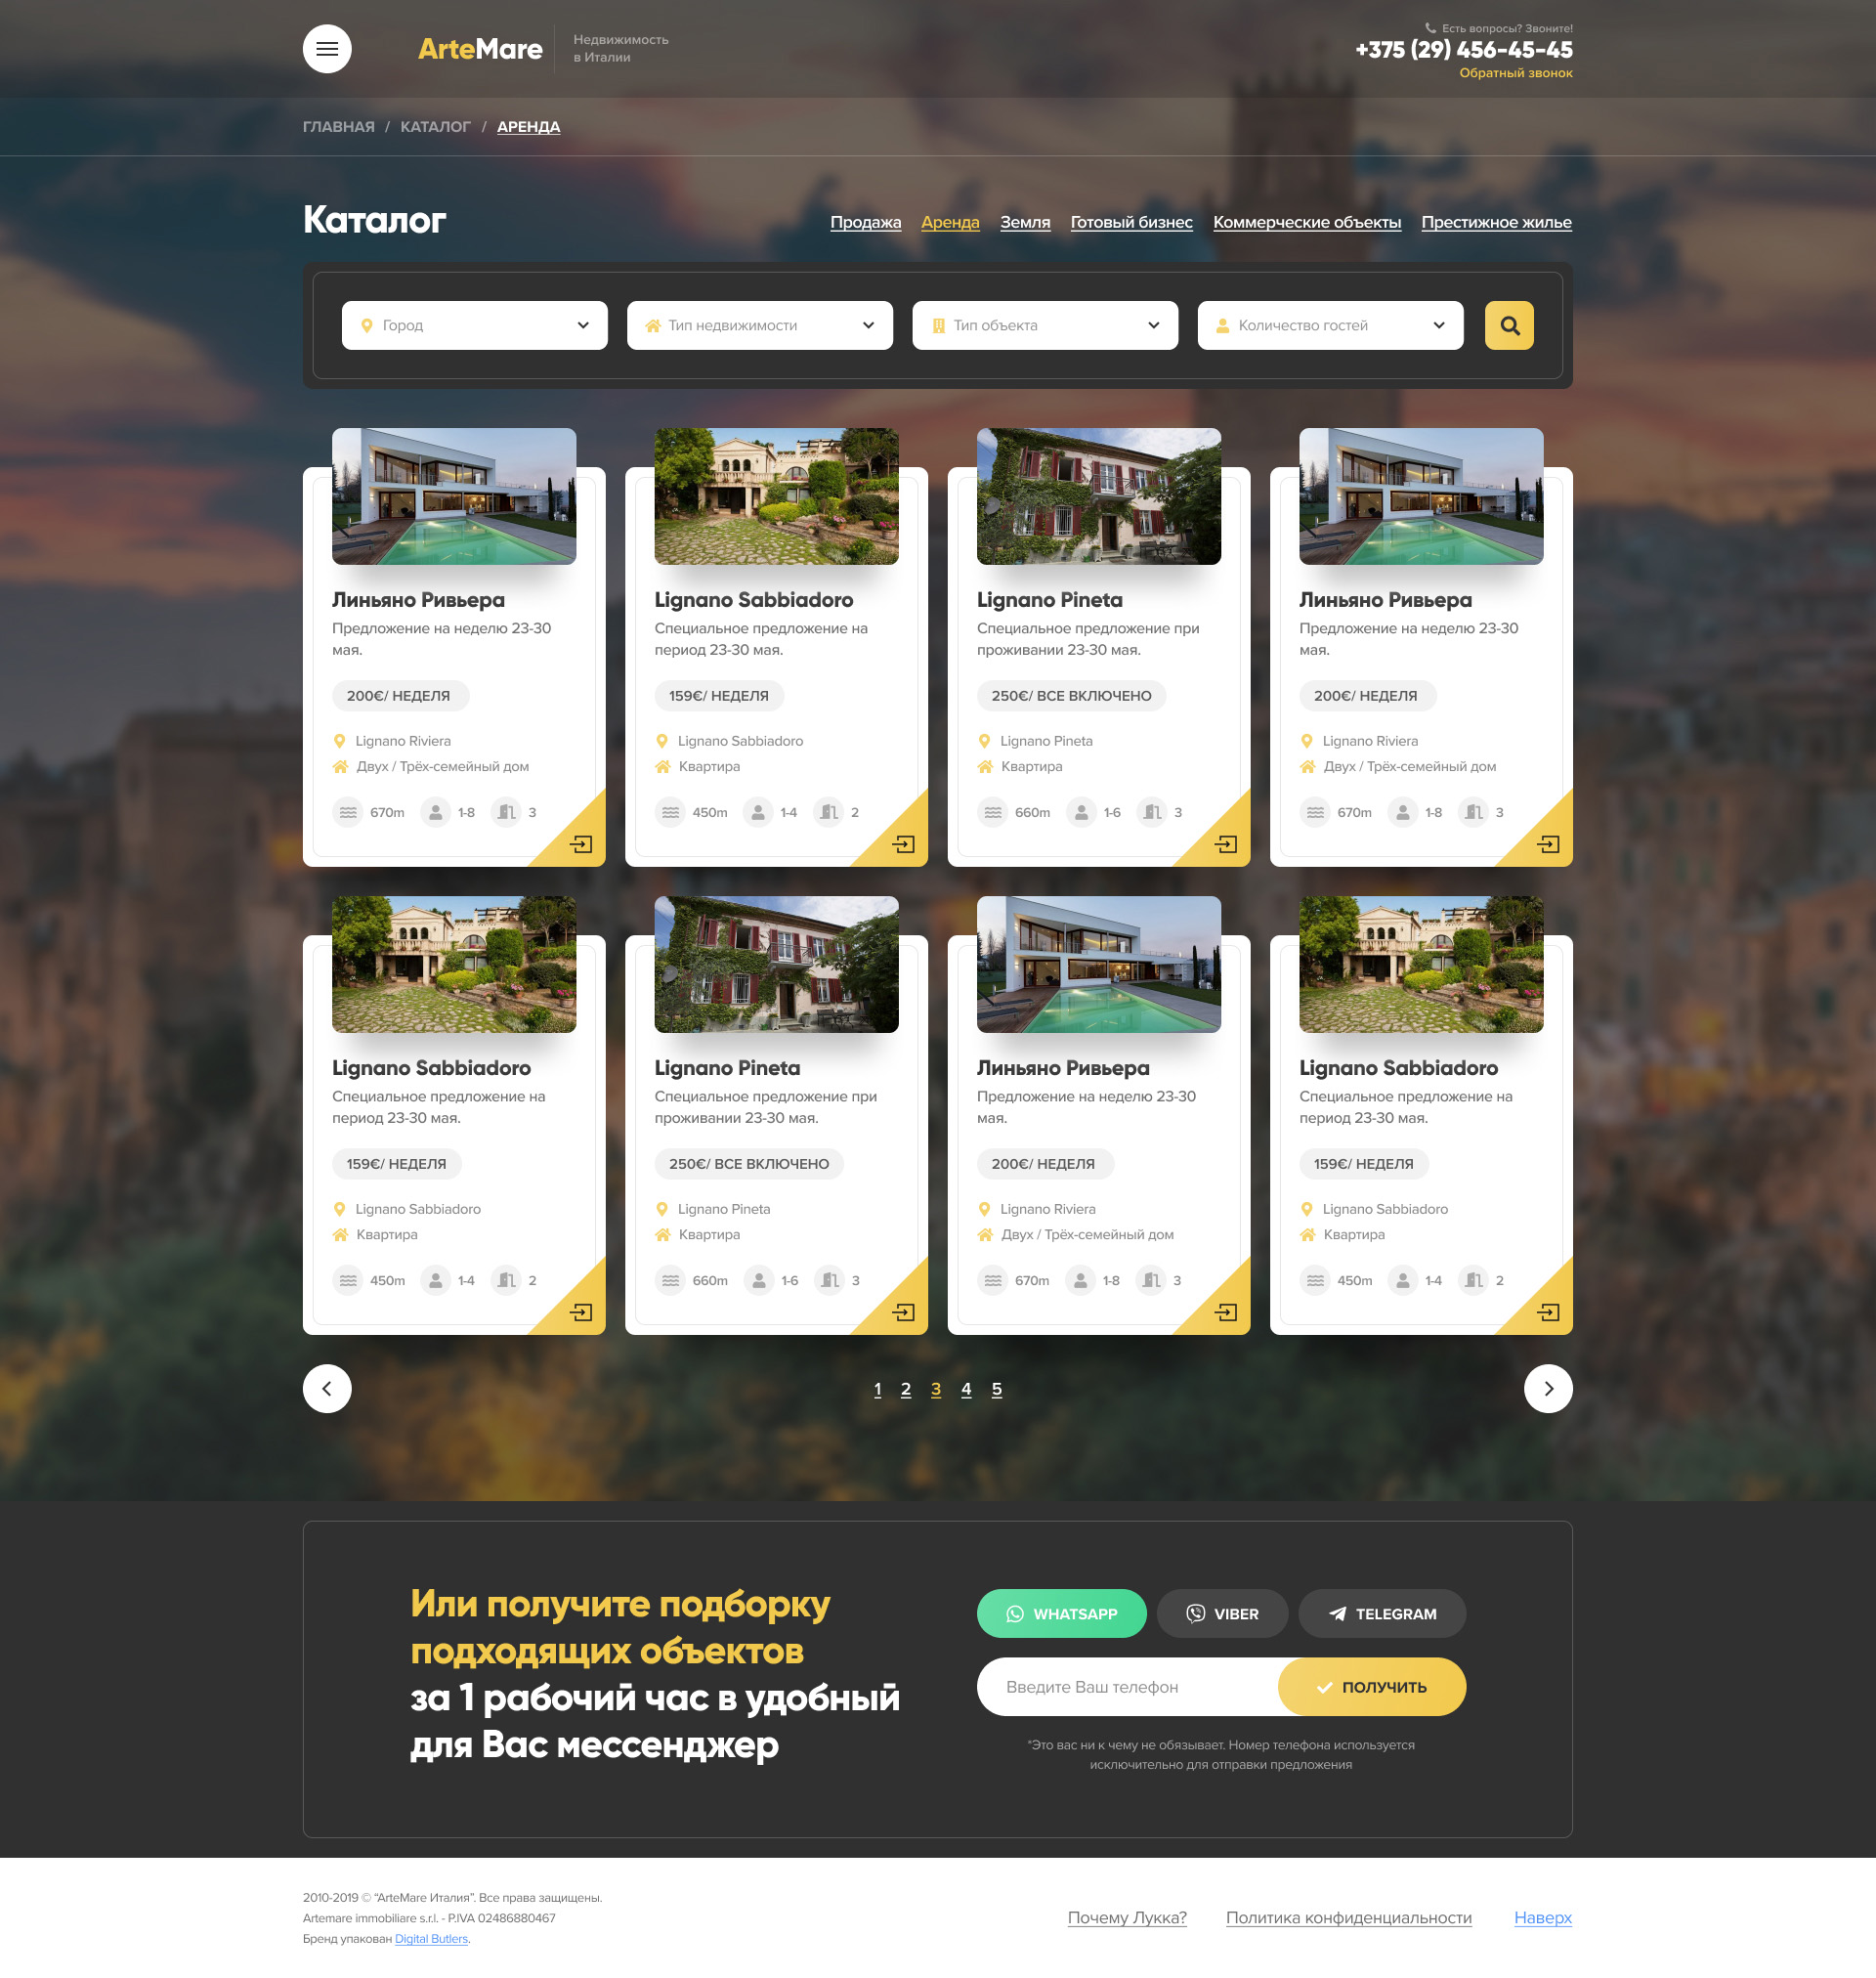 ArteMare
Недвижимость
в Италии
Есть вопросы? Звоните!
+375 (29) 456-45-45
Обратный звонок
ГЛАВНАЯ / КАТАЛОГ / АРЕНДА
Каталог
Продажа Аренда Земля Готовый бизнес Коммерческие объекты Престижное жилье
Город
Тип недвижимости
Тип объекта
Количество гостей
Линьяно Ривьера
Предложение на неделю 23-30
мая.
200€/ НЕДЕЛЯ
Lignano Riviera
Двух / Трёх-семейный дом
670m 1-8 3
Lignano Sabbiadoro
Специальное предложение на
период 23-30 мая.
159€/ НЕДЕЛЯ
Lignano Sabbiadoro
Квартира
450m 1-4 2
Lignano Pineta
Специальное предложение при
проживании 23-30 мая.
250€/ ВСЕ ВКЛЮЧЕНО
Lignano Pineta
Квартира
660m 1-6 3
Линьяно Ривьера
Предложение на неделю 23-30
мая.
200€/ НЕДЕЛЯ
Lignano Riviera
Двух / Трёх-семейный дом
670m 1-8 3
Lignano Sabbiadoro
Специальное предложение на
период 23-30 мая.
159€/ НЕДЕЛЯ
Lignano Sabbiadoro
Квартира
450m 1-4 2
Lignano Pineta
Специальное предложение при
проживании 23-30 мая.
250€/ ВСЕ ВКЛЮЧЕНО
Lignano Pineta
Квартира
660m 1-6 3
Линьяно Ривьера
Предложение на неделю 23-30
мая.
200€/ НЕДЕЛЯ
Lignano Riviera
Двух / Трёх-семейный дом
670m 1-8 3
Lignano Sabbiadoro
Специальное предложение на
период 23-30 мая.
159€/ НЕДЕЛЯ
Lignano Sabbiadoro
Квартира
450m 1-4 2
1 2 3 4 5
Или получите подборку
подходящих объектов
за 1 рабочий час в удобный
для Вас мессенджер
WHATSAPP VIBER TELEGRAM
Введите Ваш телефон
ПОЛУЧИТЬ
*Это вас ни к чему не обязывает. Номер телефона используется
исключительно для отправки предложения
2010-2019 © “ArteMare Италия”. Все права защищены.
Artemare immobiliare s.r.l. - P.IVA 02486880467
Бренд упакован Digital Butlers.
Почему Лукка? Политика конфиденциальности Наверх